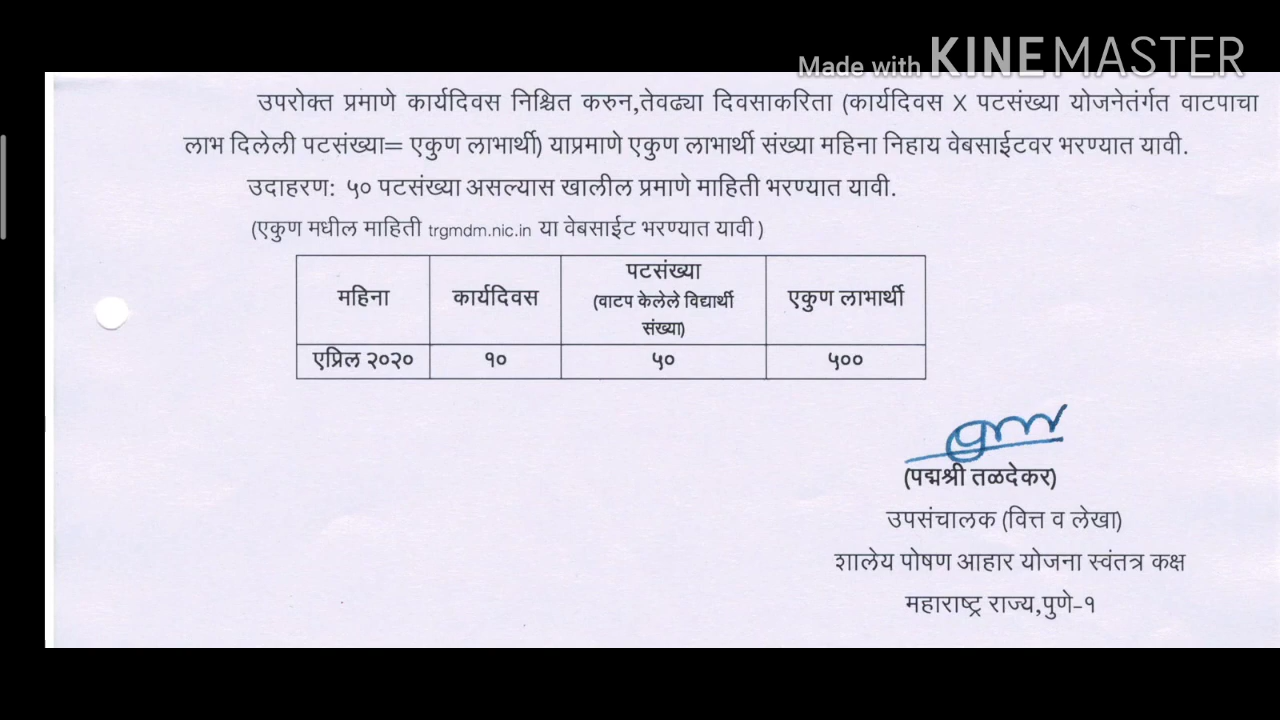 Made with KINEMASTER
उपरोक्त प्रमाणे कार्यदिवस निश्चित करुन,तेवढ्या दिवसाकरिता (कार्यदिवस X पटसंख्या योजनेतंर्गत वाटपाचा
लाभ दिलेली पटसंख्या= एकुण लाभार्थी) याप्रमाणे एकुण लाभार्थी संख्या महिना निहाय वेबसाईटवर भरण्यात यावी.
उदाहरण: ५० पटसंख्या असल्यास खालील प्रमाणे माहिती भरण्यात यावी.
(एकुण मधील माहिती trgmdm.nic.in या वेबसाईट भरण्यात यावी )
महिना कार्यदिवस पटसंख्या (वाटप केलेले विद्यार्थी संख्या) एकुण लाभार्थी
एप्रिल २०२० १० ५० ५००
(पद्मश्री तळदेकर)
उपसंचालक (वित्त व लेखा)
शालेय पोषण आहार योजना स्वंतत्र कक्ष
महाराष्ट्र राज्य,पुणे-१